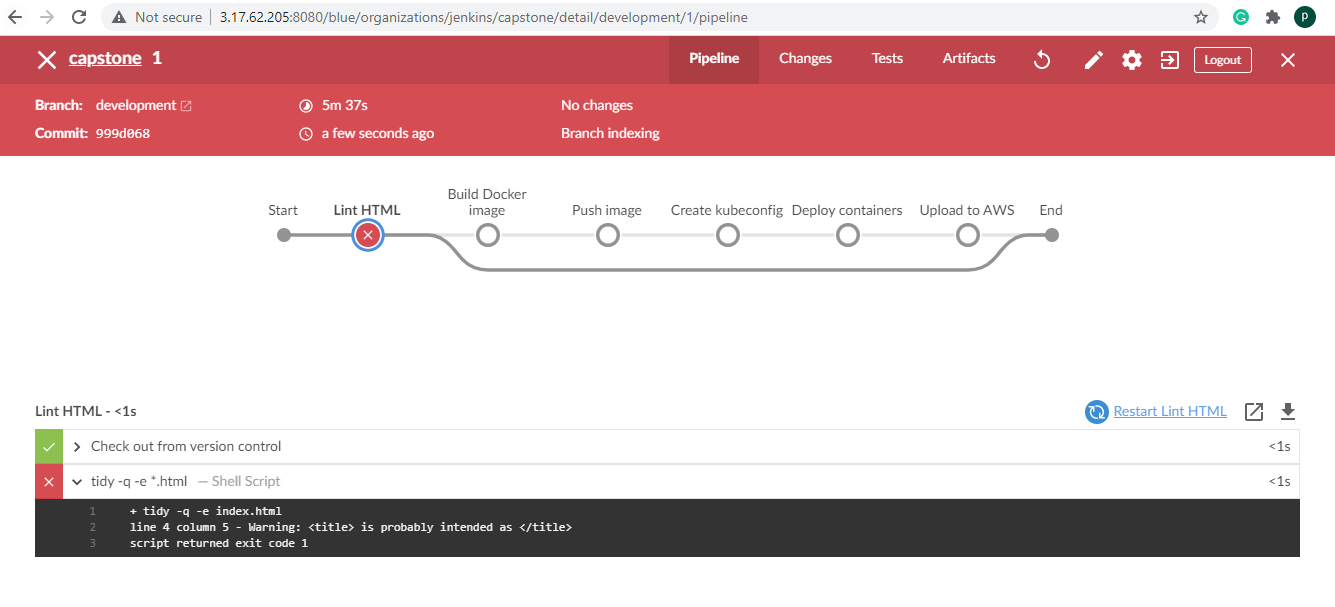 Not secure | 3.17.62.205:8080/blue/organizations/jenkins/capstone/detail/development/1/pipeline
P
capstone 1
Pipeline Changes Tests Artifacts Logout
Branch: development 5m 37s No changes
Commit: 999d068 a few seconds ago Branch indexing
Start Lint HTML Build Docker image Push image Create kubeconfig Deploy containers Upload to AWS End
Lint HTML - <1s Restart Lint HTML
Check out from version control <1s
tidy -q -e *.html — Shell Script <1s
1 + tidy -q -e index.html
2 line 4 column 5 - Warning: <title> is probably intended as </title>
3 script returned exit code 1